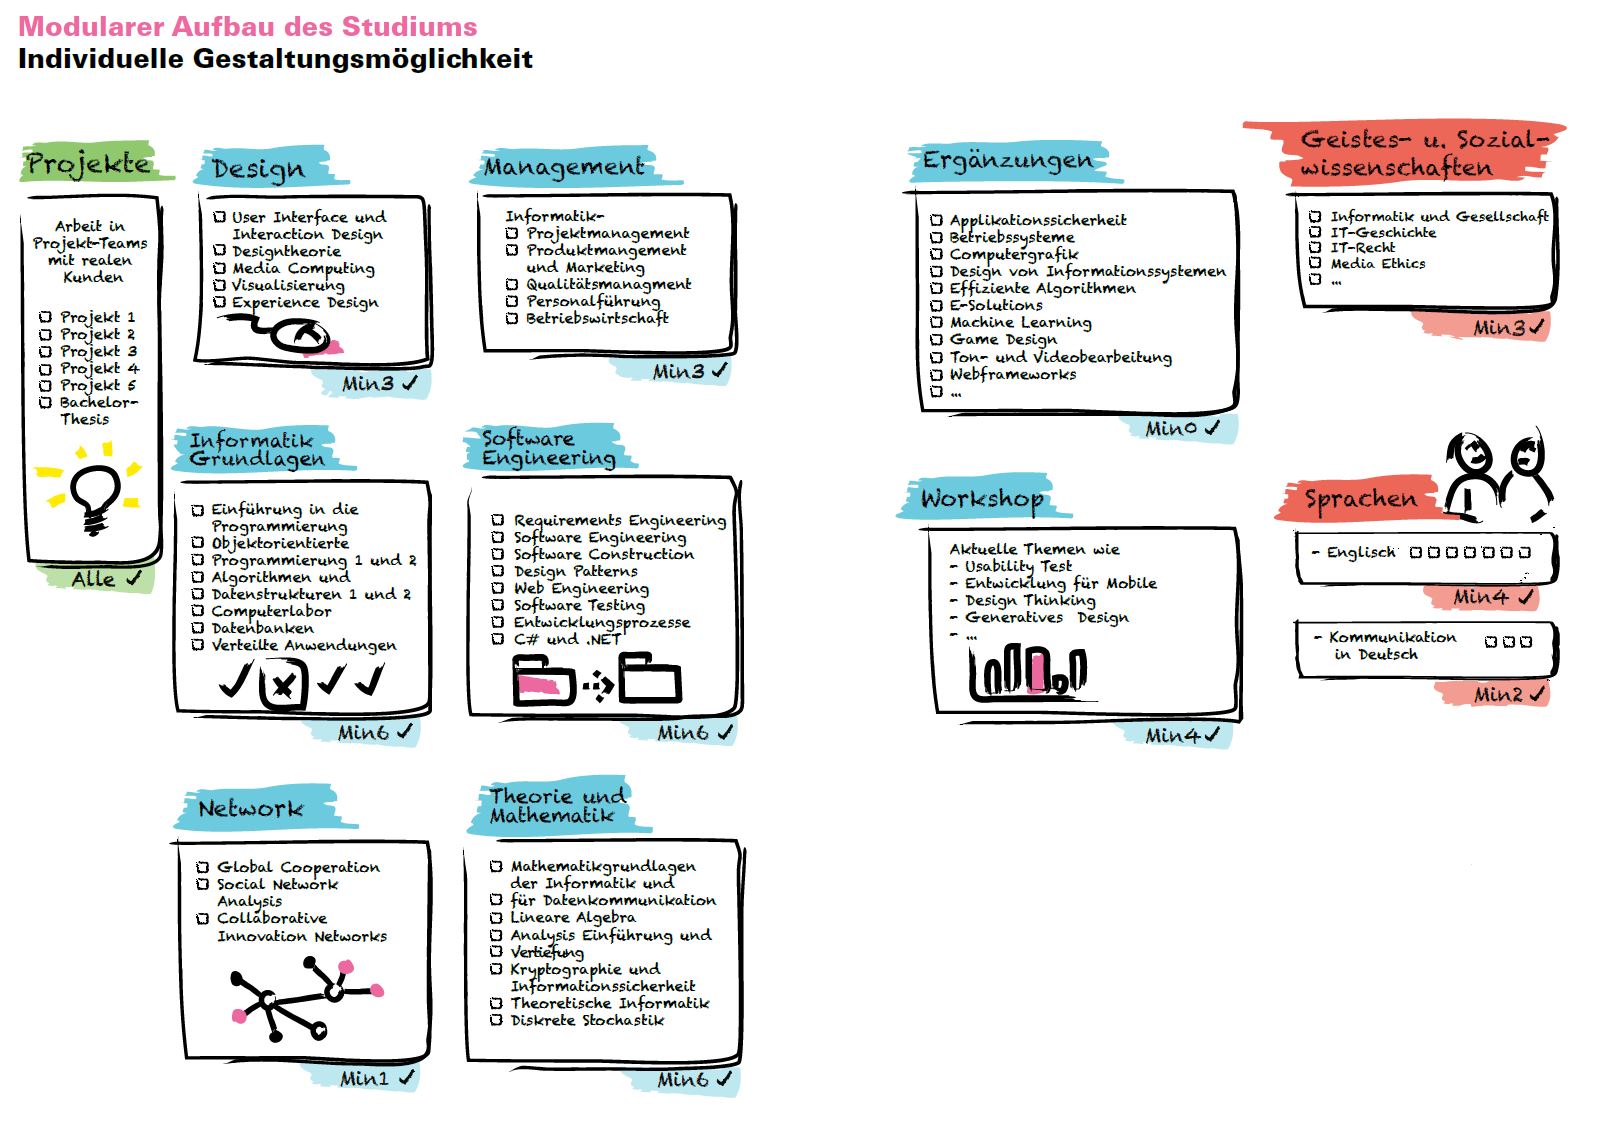 Modularer Aufbau des Studiums
Individuelle Gestaltungsmöglichkeit
Projekte
Arbeit in
Projekt-Teams
mit realen
Kunden
Projekt 1
Projekt 2
Projekt 3
Projekt 4
Projekt 5
Bachelor-
Thesis
Alle
Design
User Interface und
Interaction Design
Designtheorie
Media Computing
Visualisierung
Experience Design
Min3
Management
Informatik-
Projektmanagement
Produktmangement
und Marketing
Qualitätsmanagment
Personalführung
Betriebswirtschaft
Min3
Informatik
Grundlagen
Einführung in die
Programmierung
Objektorientierte
Programmierung 1 und 2
Algorithmen und
Datenstrukturen 1 und 2
Computerlabor
Datenbanken
Verteilte Anwendungen
Min6
Software
Engineering
Requirements Engineering
Software Engineering
Software Construction
Design Patterns
Web Engineering
Software Testing
Entwicklungsprozesse
C# und .NET
Min6
Network
Global Cooperation
Social Network
Analysis
Collaborative
Innovation Networks
Min1
Theorie und
Mathematik
Mathematikgrundlagen
der Informatik und
für Datenkommunikation
Lineare Algebra
Analysis Einführung und
Vertiefung
Kryptographie und
Informationssicherheit
Theoretische Informatik
Diskrete Stochastik
Min6
Ergänzungen
Applikationssicherheit
Betriebssysteme
Computergrafik
Design von Informationssystemen
Effiziente Algorithmen
E-Solutions
Machine Learning
Game Design
Ton- und Videobearbeitung
Webframeworks
...
Min0
Workshop
Aktuelle Themen wie
- Usability Test
- Entwicklung für Mobile
- Design Thinking
- Generatives Design
- ...
Min4
Geistes- u. Sozial-
wissenschaften
Informatik und Gesellschaft
IT-Geschichte
IT-Recht
Media Ethics
...
Min3
Sprachen
- Englisch
Min4
- Kommunikation
in Deutsch
Min2